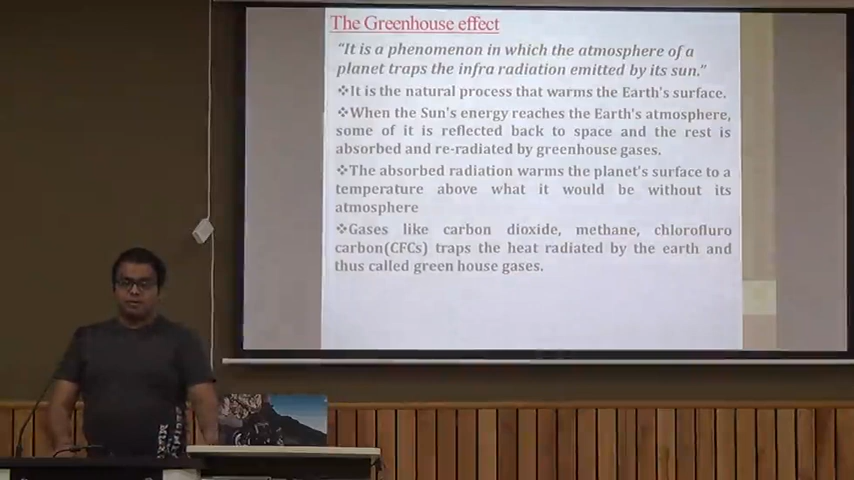 The Greenhouse effect
“It is a phenomenon in which the atmosphere of a
planet traps the infra radiation emitted by its sun.”
❖It is the natural process that warms the Earth's surface.
❖When the Sun's energy reaches the Earth's atmosphere,
some of it is reflected back to space and the rest is
absorbed and re-radiated by greenhouse gases.
❖The absorbed radiation warms the planet's surface to a
temperature above what it would be without its
atmosphere
❖Gases like carbon dioxide, methane, chlorofluro
carbon(CFCs) traps the heat radiated by the earth and
thus called green house gases.